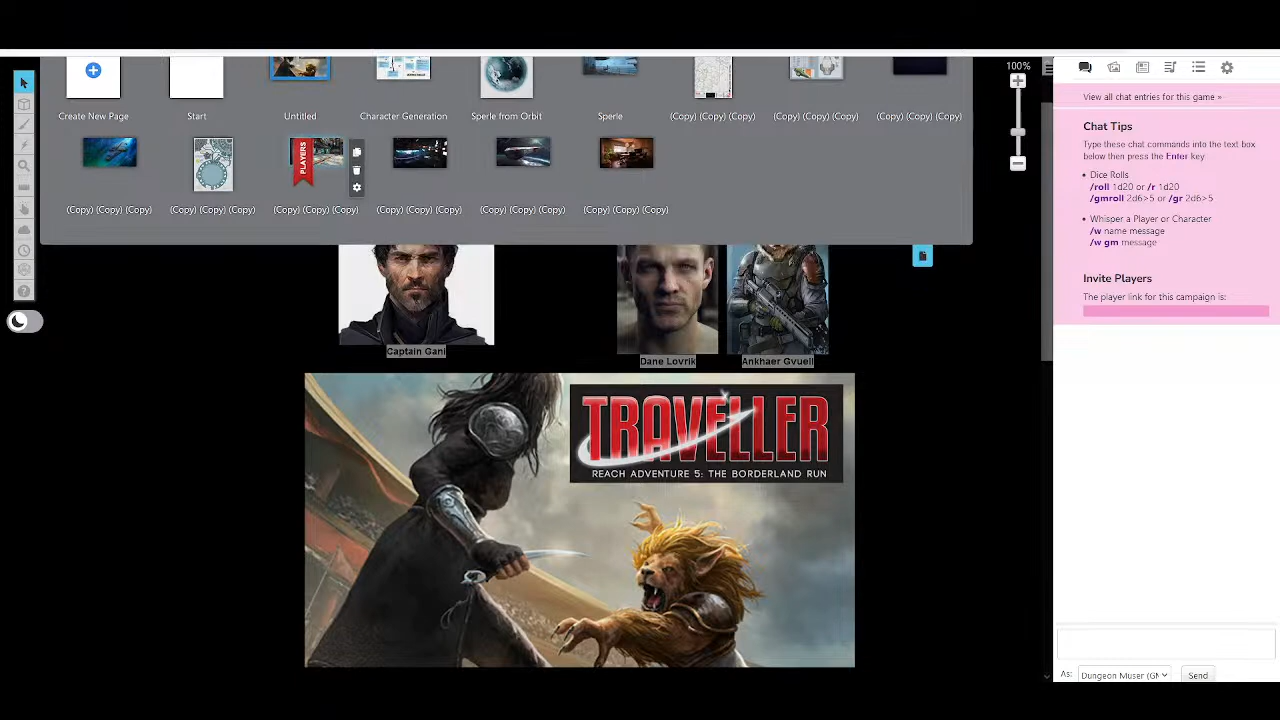 100%
Create New Page
Start
Untitled
Character Generation
Sperle from Orbit
Sperle
(Copy) (Copy) (Copy)
(Copy) (Copy) (Copy)
(Copy) (Copy) (Copy)
PLAYERS
(Copy) (Copy) (Copy)
(Copy) (Copy) (Copy)
(Copy) (Copy) (Copy)
(Copy) (Copy) (Copy)
(Copy) (Copy) (Copy)
(Copy) (Copy) (Copy)
Captain Gani
Dane Lovrik
Ankhaer Gvuell
TRAVELLER
REACH ADVENTURE 5: THE BORDERLAND RUN
View all chat entries for this game »
Chat Tips
Type these chat commands into the text box
below then press the Enter key
• Dice Rolls
/roll 1d20 or /r 1d20
/gmroll 2d6>5 or /gr 2d6>5
• Whisper a Player or Character
/w name message
/w gm message
Invite Players
The player link for this campaign is:
As:
Dungeon Muser (GM
Send